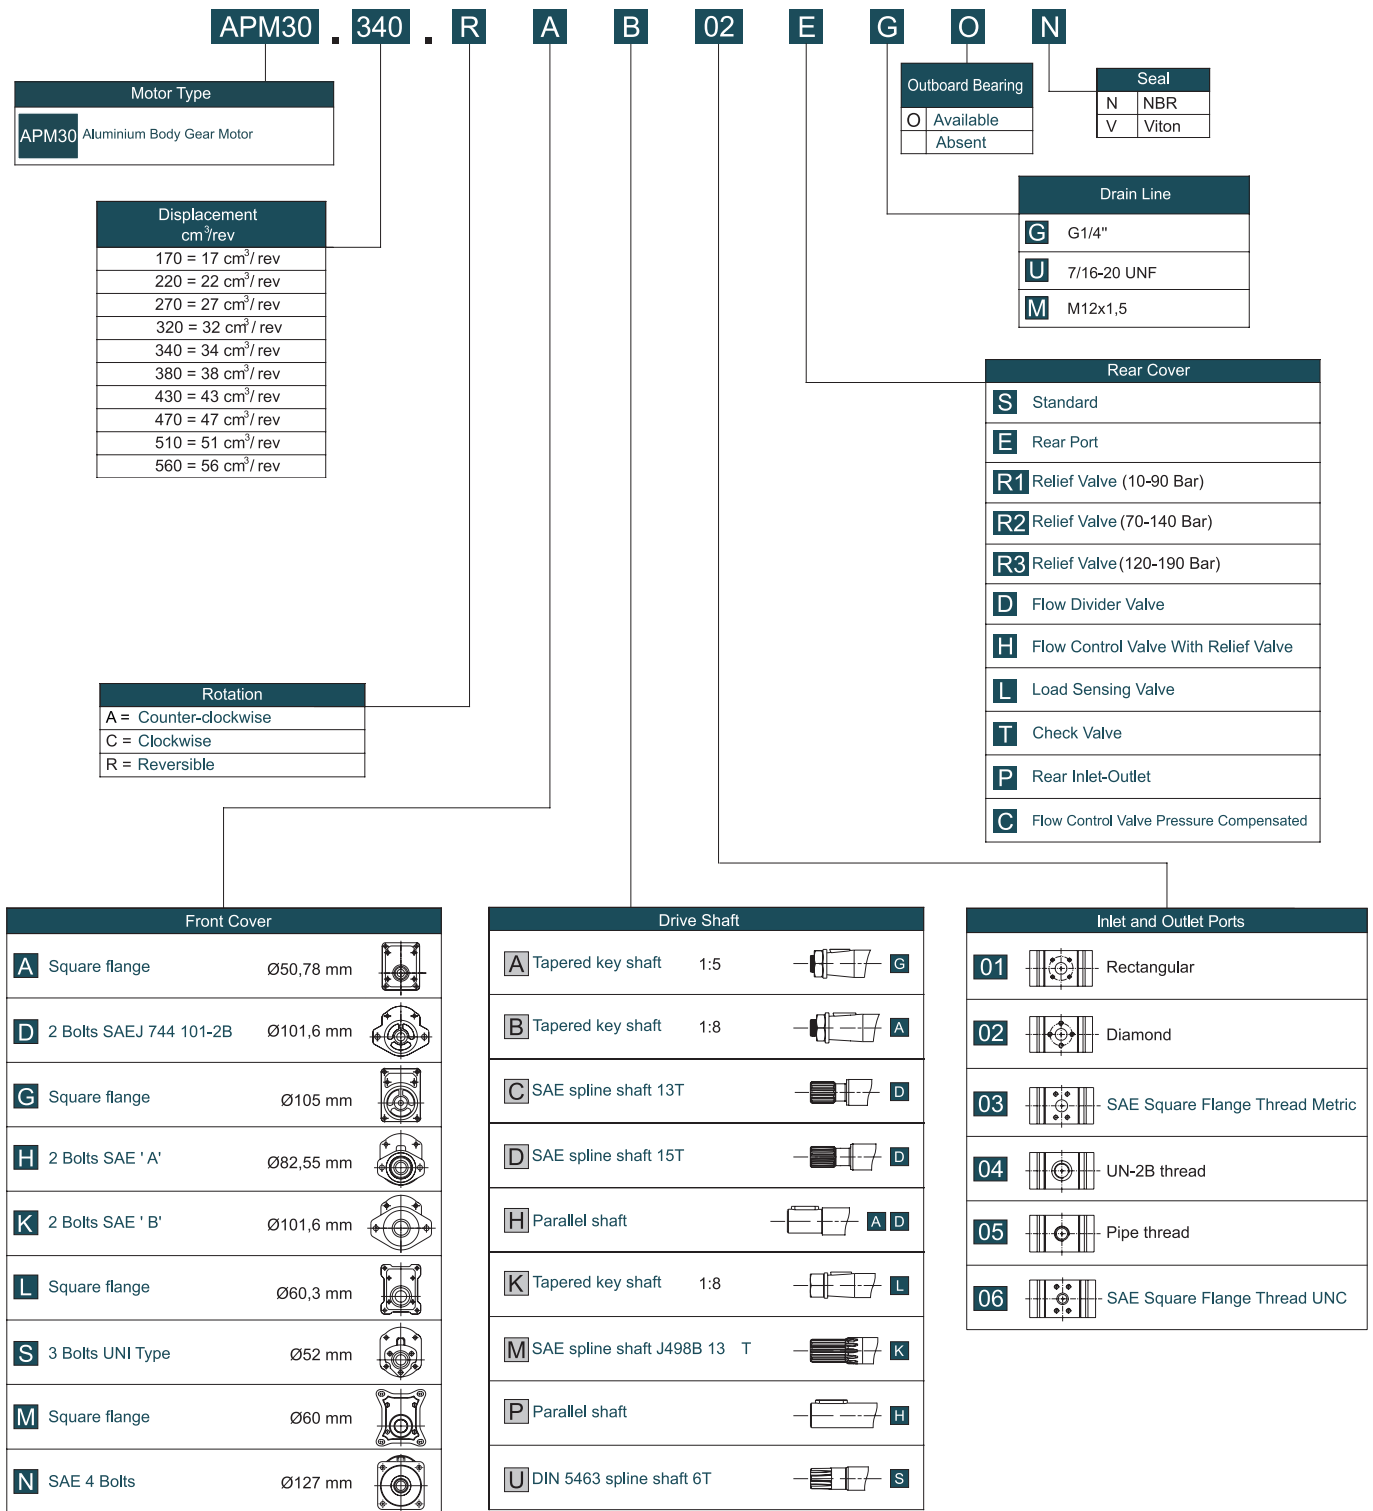 APM30 . 340 . R A B 02 E G O N
Motor Type
APM30 Aluminium Body Gear Motor
Outboard Bearing
O Available
Absent
Seal
N NBR
V Viton
Drain Line
G G1/4"
U 7/16-20 UNF
M M12x1,5
Displacement
cm³/rev
170 = 17 cm³/ rev
220 = 22 cm³/ rev
270 = 27 cm³/ rev
320 = 32 cm³/ rev
340 = 34 cm³/ rev
380 = 38 cm³/ rev
430 = 43 cm³/ rev
470 = 47 cm³/ rev
510 = 51 cm³/ rev
560 = 56 cm³/ rev
Rear Cover
S Standard
E Rear Port
R1 Relief Valve (10-90 Bar)
R2 Relief Valve (70-140 Bar)
R3 Relief Valve (120-190 Bar)
D Flow Divider Valve
H Flow Control Valve With Relief Valve
L Load Sensing Valve
T Check Valve
P Rear Inlet-Outlet
C Flow Control Valve Pressure Compensated
Rotation
A = Counter-clockwise
C = Clockwise
R = Reversible
Front Cover
A Square flange Ø50,78 mm
D 2 Bolts SAEJ 744 101-2B Ø101,6 mm
G Square flange Ø105 mm
H 2 Bolts SAE ' A' Ø82,55 mm
K 2 Bolts SAE ' B' Ø101,6 mm
L Square flange Ø60,3 mm
S 3 Bolts UNI Type Ø52 mm
M Square flange Ø60 mm
N SAE 4 Bolts Ø127 mm
Drive Shaft
A Tapered key shaft 1:5 G
B Tapered key shaft 1:8 A
C SAE spline shaft 13T D
D SAE spline shaft 15T D
H Parallel shaft A D
K Tapered key shaft 1:8 L
M SAE spline shaft J498B 13 T K
P Parallel shaft H
U DIN 5463 spline shaft 6T S
Inlet and Outlet Ports
01 Rectangular
02 Diamond
03 SAE Square Flange Thread Metric
04 UN-2B thread
05 Pipe thread
06 SAE Square Flange Thread UNC